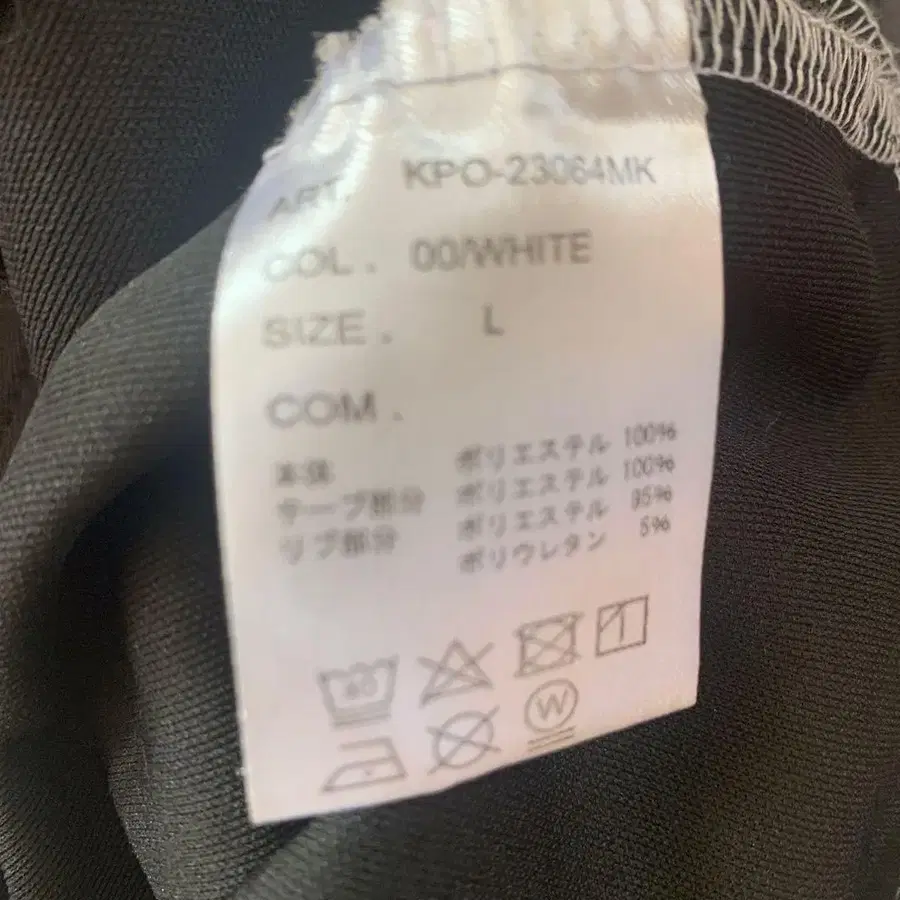 ART. KPO-23064MK
COL. 00/WHITE
SIZE. L
COM.
本体 ポリエステル 100%
テープ部分 ポリエステル 100%
リブ部分 ポリエステル 95%
ポリウレタン 5%
W